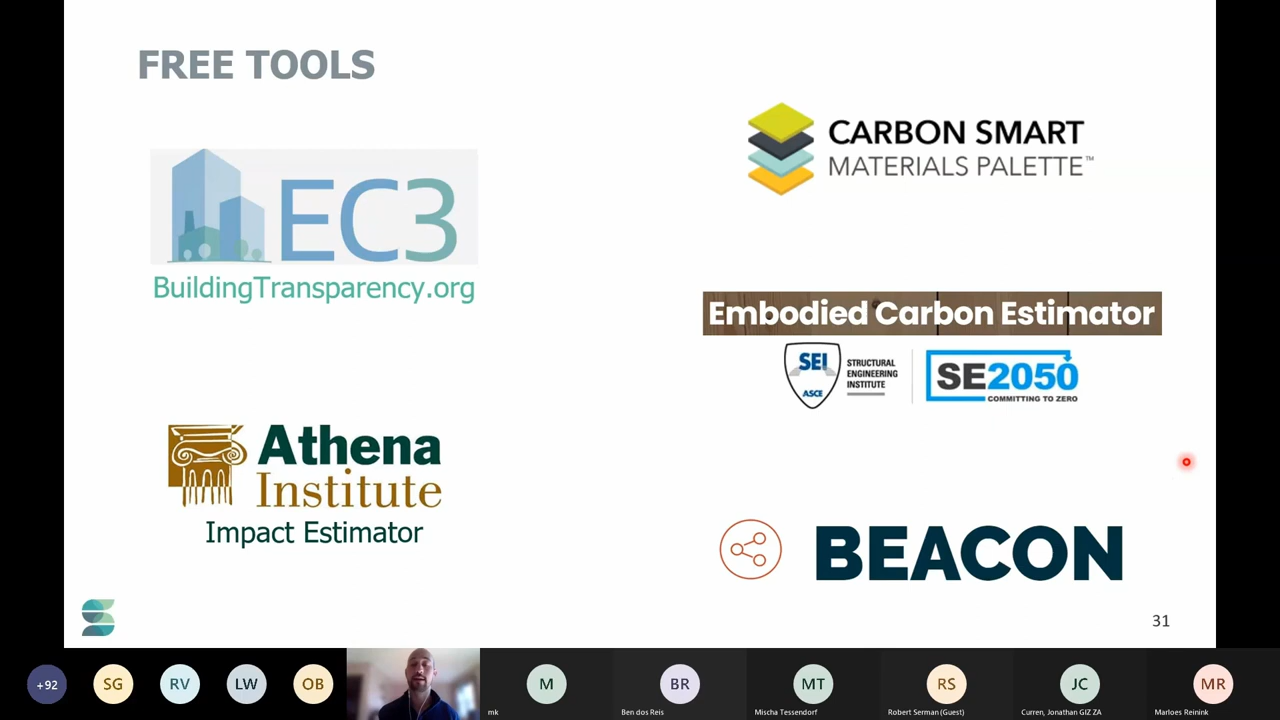 FREE TOOLS
EC3
BuildingTransparency.org
CARBON SMART
MATERIALS PALETTE™
Embodied Carbon Estimator
SEI
ASCE
STRUCTURAL
ENGINEERING
INSTITUTE
SE2050
COMMITTING TO ZERO
Athena
Institute
Impact Estimator
BEACON
31
+92
SG
RV
LW
OB
M
mk
BR
Ben dos Reis
MT
Mischa Tessendorf
RS
Robert Serman (Guest)
JC
Curren, Jonathan GIZ ZA
MR
Marloes Reinink